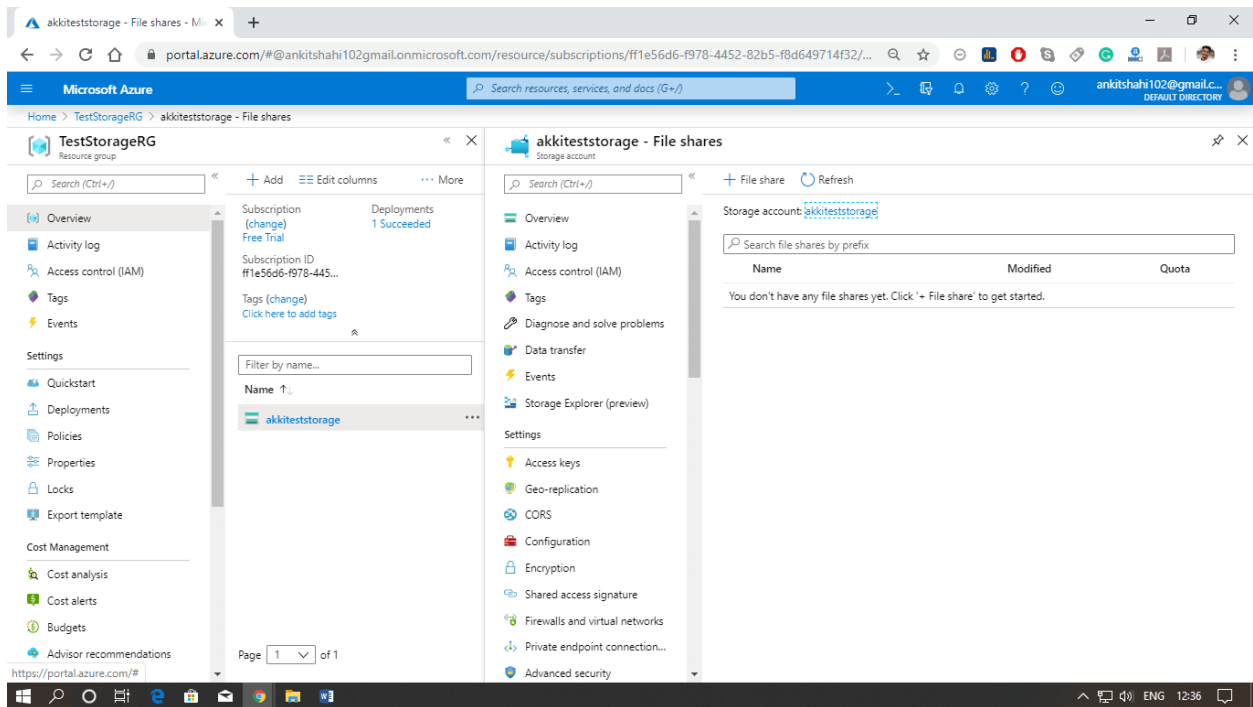 akkiteststorage - File shares - Mi
portal.azure.com/#@ankitshahi102gmail.onmicrosoft.com/resource/subscriptions/ff1e56d6-f978-4452-82b5-f8d649714f32/...
Microsoft Azure
Search resources, services, and docs (G+/)
ankitshahi102@gmail.c...
DEFAULT DIRECTORY
Home > TestStorageRG > akkiteststorage - File shares
TestStorageRG
Resource group
Search (Ctrl+/)
Overview
Activity log
Access control (IAM)
Tags
Events
Settings
Quickstart
Deployments
Policies
Properties
Locks
Export template
Cost Management
Cost analysis
Cost alerts
Budgets
Advisor recommendations
https://portal.azure.com/#
+ Add Edit columns ... More
Subscription (change)
Free Trial
Deployments
1 Succeeded
Subscription ID
ff1e56d6-f978-445...
Tags (change)
Click here to add tags
Filter by name...
Name ↑↓
akkiteststorage ...
Page 1 of 1
akkiteststorage - File shares
Storage account
Search (Ctrl+/)
Overview
Activity log
Access control (IAM)
Tags
Diagnose and solve problems
Data transfer
Events
Storage Explorer (preview)
Settings
Access keys
Geo-replication
CORS
Configuration
Encryption
Shared access signature
Firewalls and virtual networks
Private endpoint connection...
Advanced security
+ File share Refresh
Storage account: akkiteststorage
Search file shares by prefix
Name Modified Quota
You don't have any file shares yet. Click '+ File share' to get started.
ENG 12:36